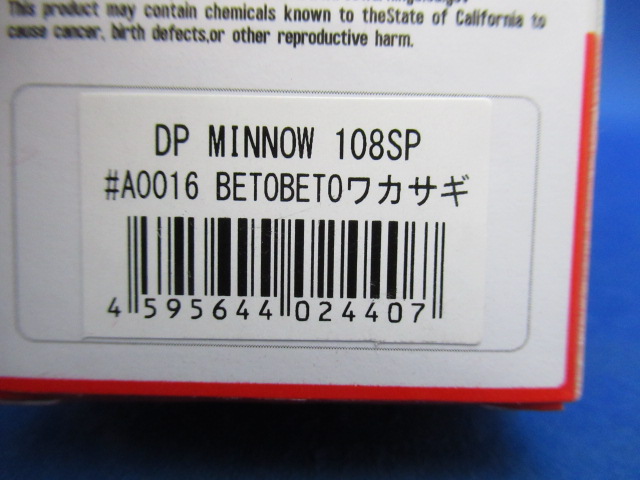 This product may contain chemicals known to theState of California to
cause cancer, birth defects,or other reproductive harm.
DP MINNOW 108SP
#A0016 BETOBETOワカサギ
4 595644 024407